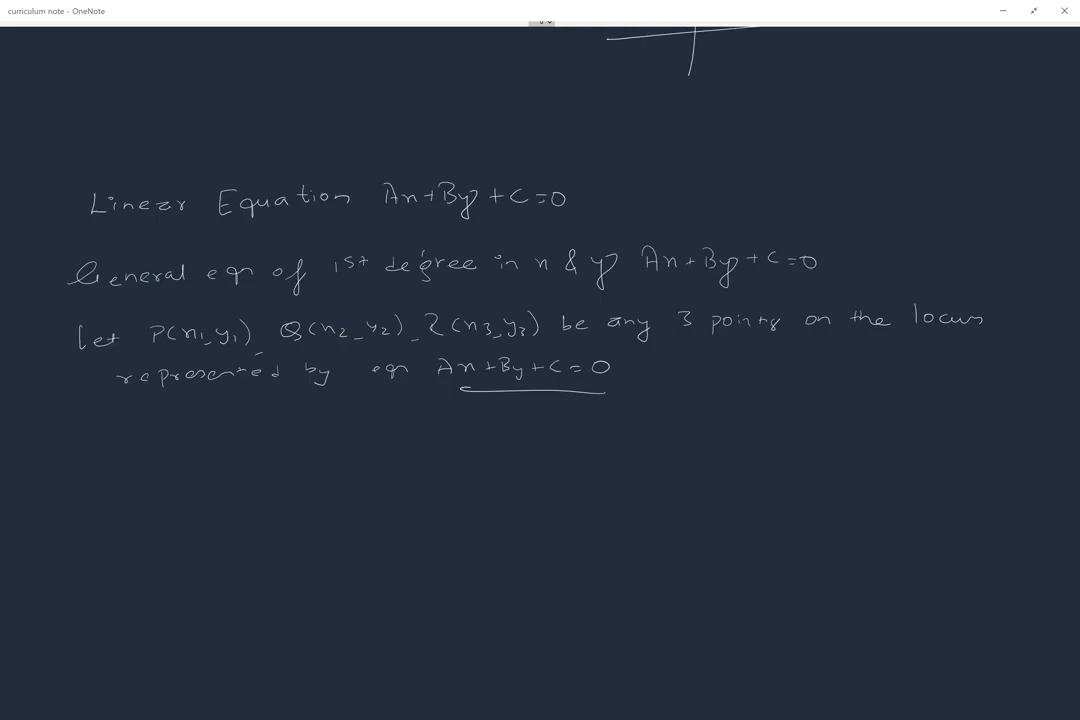 curriculum note - OneNote
Linear Equation Ax+By+C=0
General eqn of 1st degree in x & y Ax+By+C=0
Let P(x1,y1) Q(x2,y2), R(x3,y3) be any 3 points on the locus
represented by eqn Ax+By+C=0